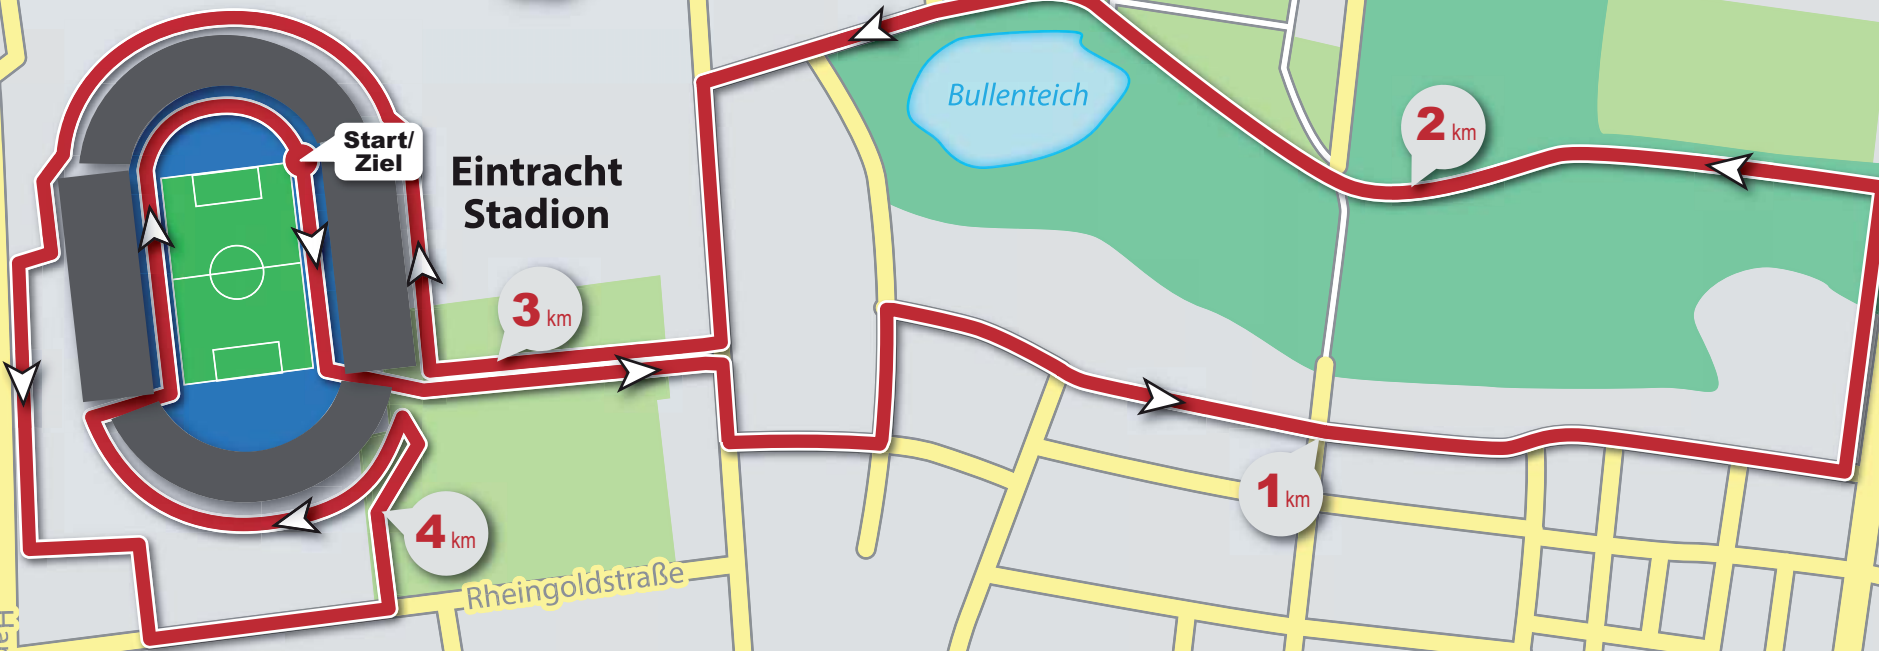 Bullenteich
2 km
Start/
Ziel
Eintracht
Stadion
3 km
1 km
4 km
Rheingoldstraße